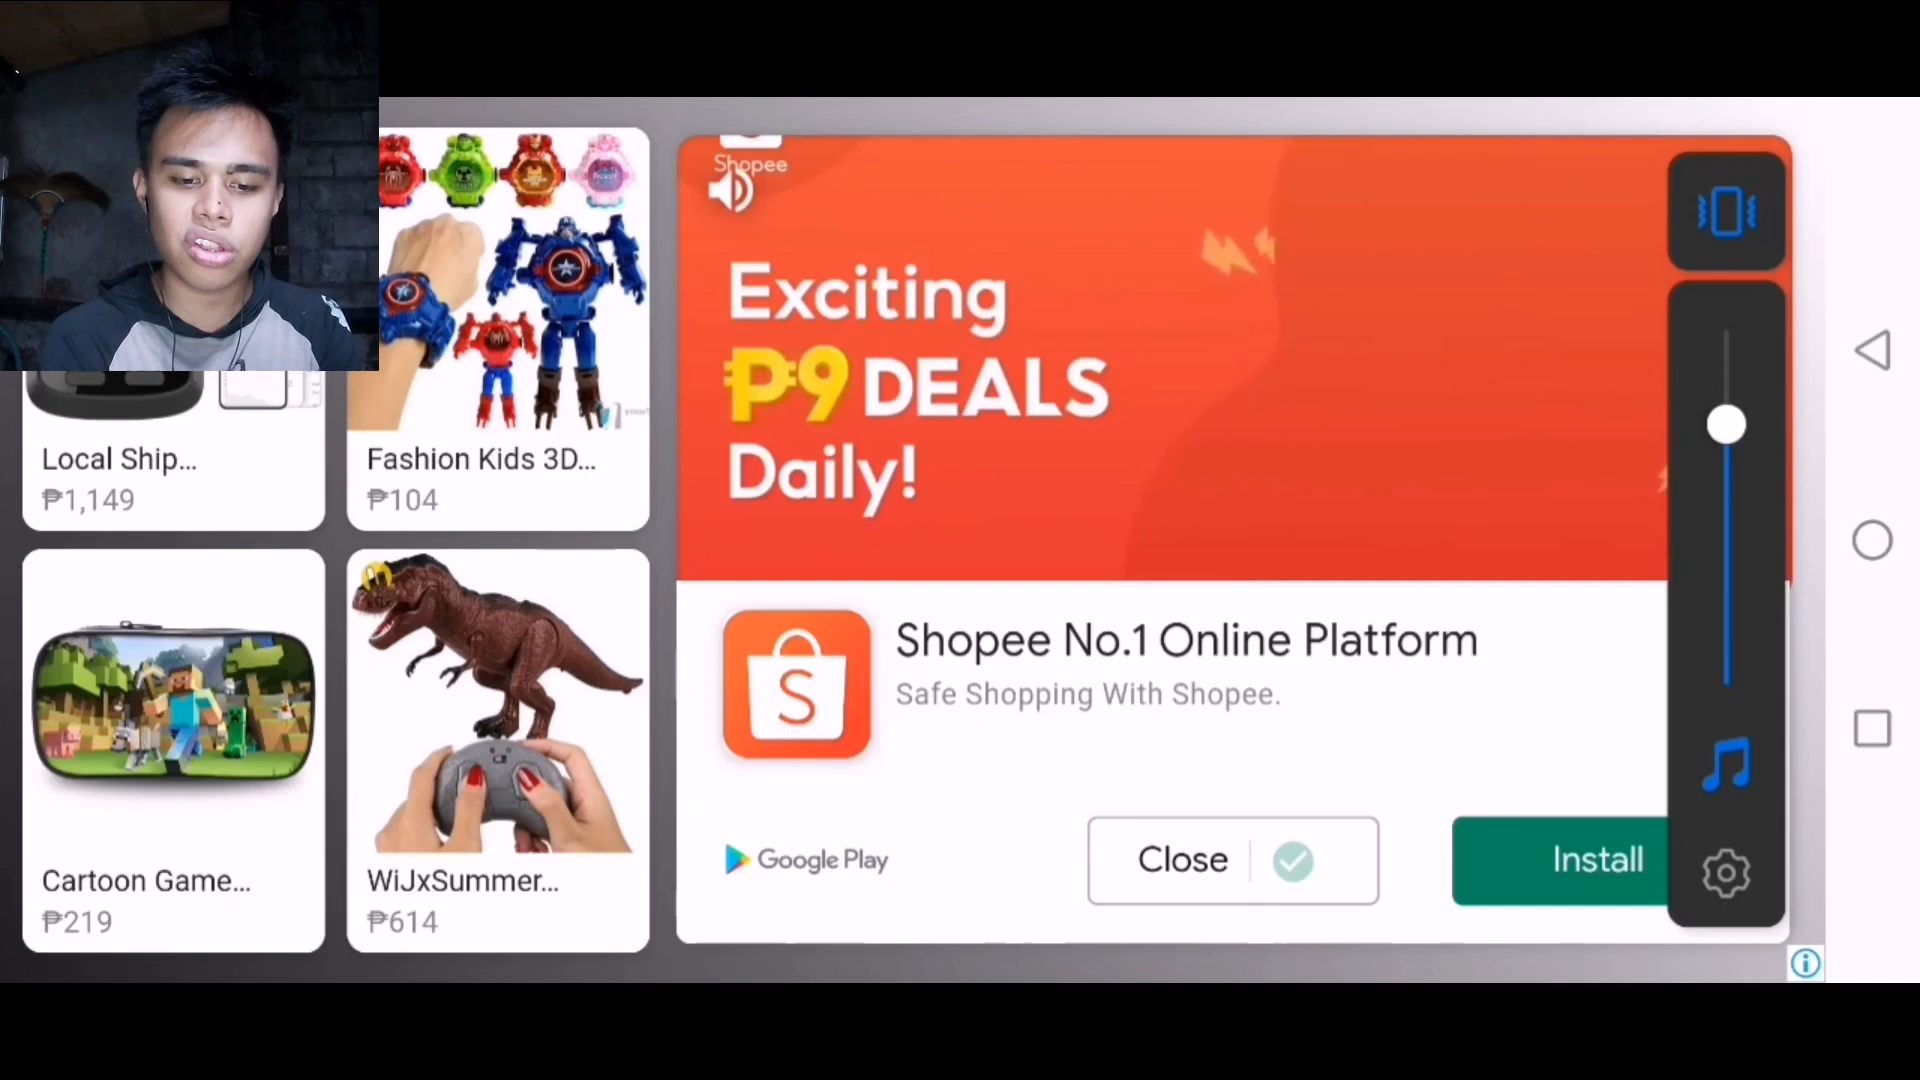 Local Ship...
₱1,149
Fashion Kids 3D...
₱104
Cartoon Game...
₱219
WiJxSummer...
₱614
Shopee
Exciting
₱9 DEALS
Daily!
S
Shopee No.1 Online Platform
Safe Shopping With Shopee.
Google Play
Close
Install